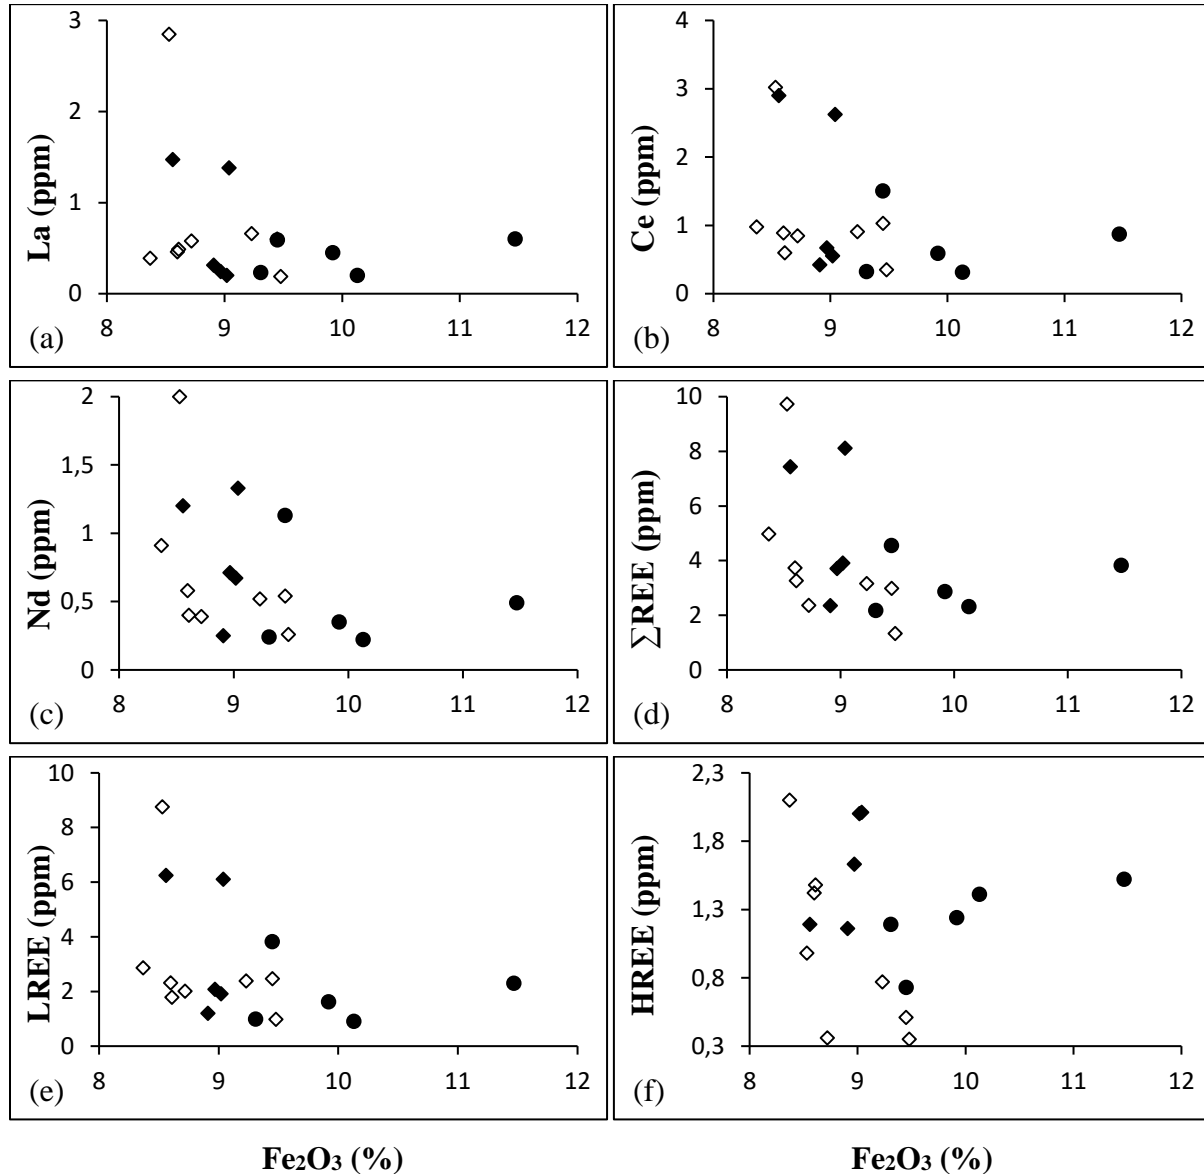 3
2
1
0
La (ppm)
8 9 10 11 12
(a)
4
3
2
1
0
Ce (ppm)
8 9 10 11 12
(b)
2
1,5
1
0,5
0
Nd (ppm)
8 9 10 11 12
(c)
10
8
6
4
2
0
∑REE (ppm)
8 9 10 11 12
(d)
10
8
6
4
2
0
LREE (ppm)
8 9 10 11 12
(e)
2,3
1,8
1,3
0,8
0,3
HREE (ppm)
8 9 10 11 12
(f)
Fe₂O₃ (%)
Fe₂O₃ (%)